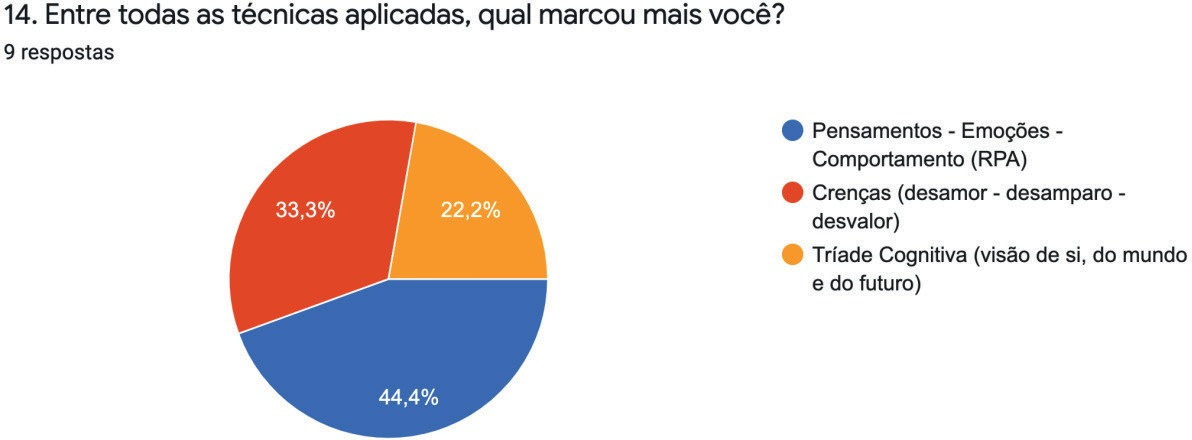 14. Entre todas as técnicas aplicadas, qual marcou mais você?
9 respostas
33,3%
22,2%
44,4%
Pensamentos - Emoções -
Comportamento (RPA)
Crenças (desamor - desamparo -
desvalor)
Tríade Cognitiva (visão de si, do mundo
e do futuro)